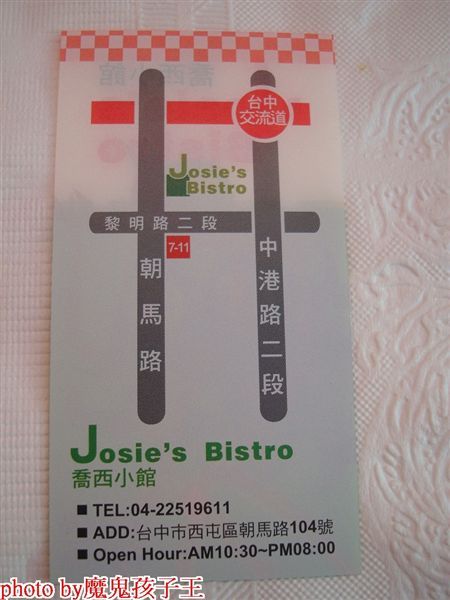 台中
交流道
Josie's
Bistro
黎明路二段
7-11
朝馬路
中港路二段
Josie's Bistro
喬西小館
■ TEL:04-22519611
■ ADD:台中市西屯區朝馬路104號
■ Open Hour:AM10:30~PM08:00
photo by魔鬼孩子王